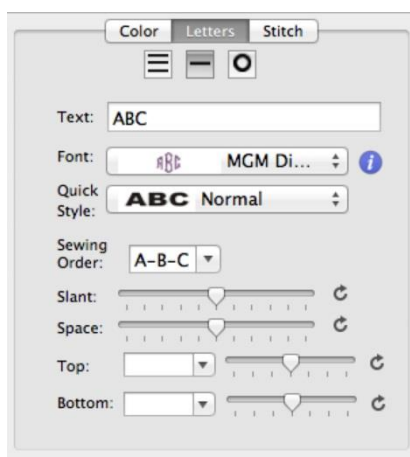 Color Letters Stitch
Text: ABC
Font: ABC MGM Di...
Quick Style: ABC Normal
Sewing Order: A-B-C
Slant:
Space:
Top:
Bottom: